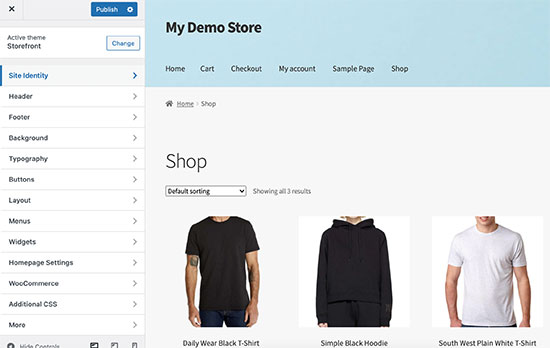 Publish
Active theme
Storefront
Change
Site Identity
Header
Footer
Background
Typography
Buttons
Layout
Menus
Widgets
Homepage Settings
WooCommerce
Additional CSS
More
Hide Controls
My Demo Store
Home Cart Checkout My account Sample Page Shop
Home › Shop
Shop
Default sorting Showing all 3 results
Daily Wear Black T-Shirt Simple Black Hoodie South West Plain White T-Shirt